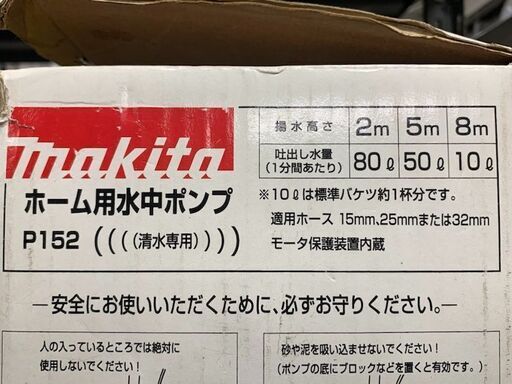 makita
ホーム用水中ポンプ
P152 ((((清水専用))))
揚水高さ 2m 5m 8m
吐出し水量
(1分間あたり) 80ℓ 50ℓ 10ℓ
※10ℓは標準バケツ約1杯分です。
適用ホース 15mm、25mmまたは32mm
モータ保護装置内蔵
―安全にお使いいただくために、必ずお守りください。―
人の入っているところでは絶対に
使用しないでください!
砂や泥を吸い込ませないでください!
(ポンプの底にブロックなどを置くと有効です。)